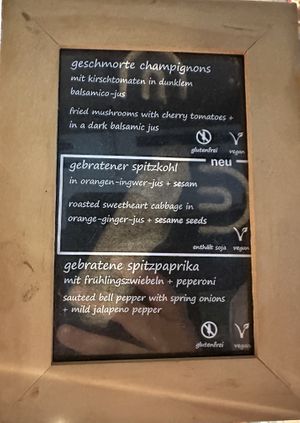 geschmorte champignons
mit kirschtomaten in dunklem
balsamico-jus
fried mushrooms with cherry tomatoes +
in a dark balsamic jus
glutenfrei vegan
neu
gebratener spitzkohl
in orangen-ingwer-jus + sesam
roasted sweetheart cabbage in
orange-ginger-jus + sesame seeds
enthält soja vegan
gebratene spitzpaprika
mit frühlingszwiebeln + peperoni
sauteed bell pepper with spring onions
+ mild jalapeno pepper
glutenfrei vegan